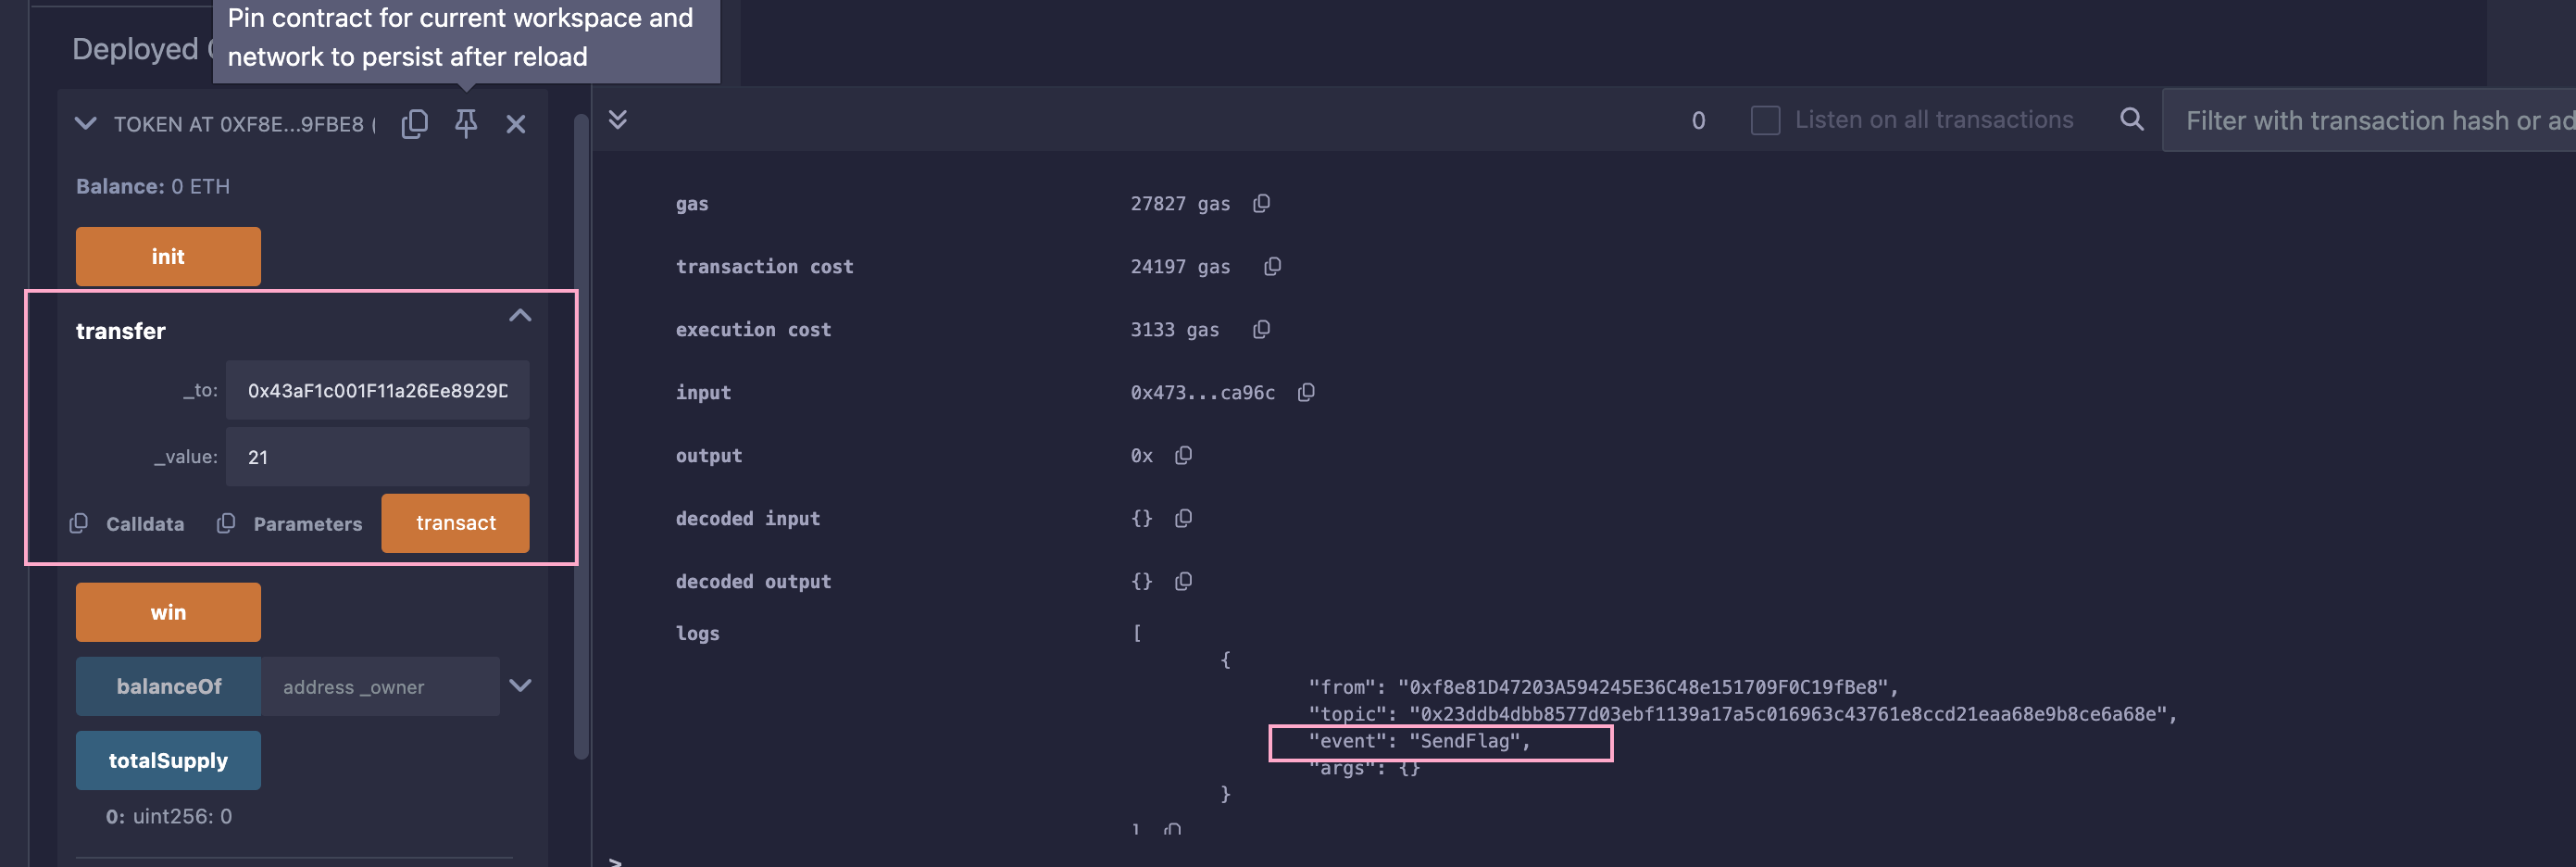 Pin contract for current workspace and
network to persist after reload
Deployed
TOKEN AT 0XF8E...9FBE8 (
Balance: 0 ETH
init
transfer
_to: 0x43aF1c001F11a26Ee8929D
_value: 21
Calldata Parameters transact
win
balanceOf address _owner
totalSupply
0: uint256: 0
0 Listen on all transactions Filter with transaction hash or ad
gas 27827 gas
transaction cost 24197 gas
execution cost 3133 gas
input 0x473...ca96c
output 0x
decoded input {}
decoded output {}
logs [
{
"from": "0xf8e81D47203A594245E36C48e151709F0C19fBe8",
"topic": "0x23ddb4dbb8577d03ebf1139a17a5c016963c43761e8ccd21eaa68e9b8ce6a68e",
"event": "SendFlag",
"args": {}
}
]
>